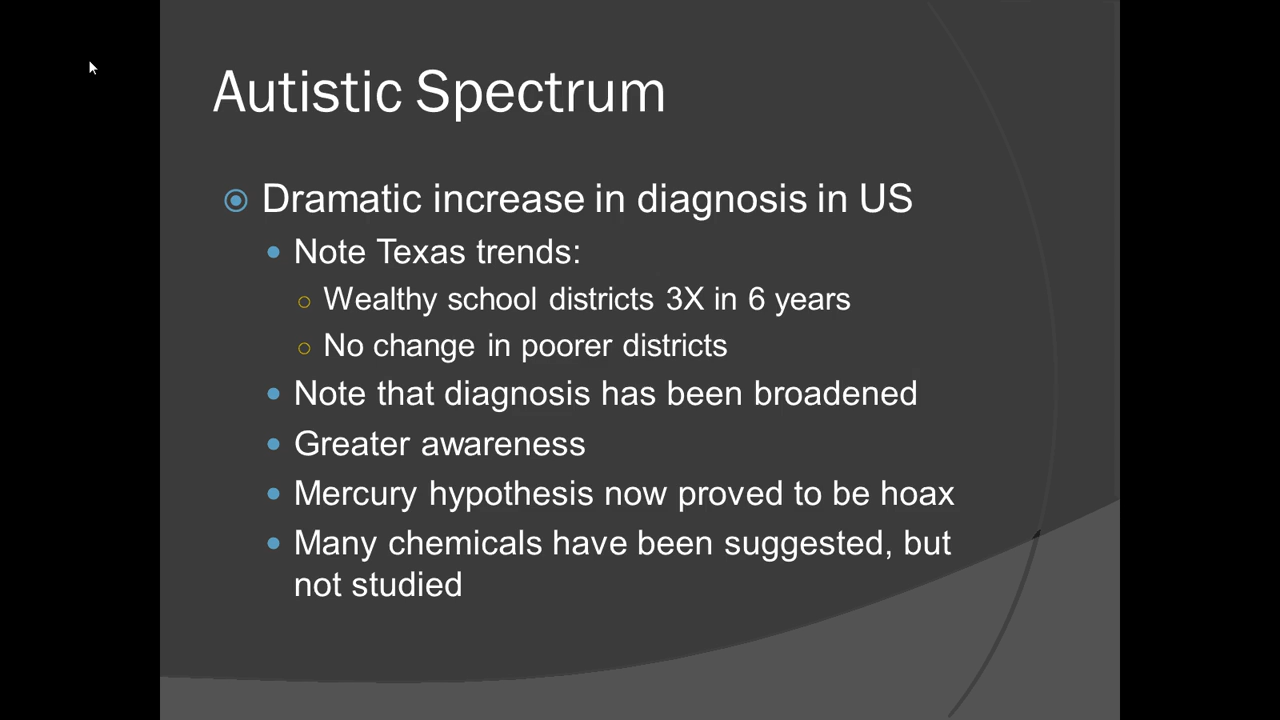 Autistic Spectrum
Dramatic increase in diagnosis in US
Note Texas trends:
Wealthy school districts 3X in 6 years
No change in poorer districts
Note that diagnosis has been broadened
Greater awareness
Mercury hypothesis now proved to be hoax
Many chemicals have been suggested, but
not studied